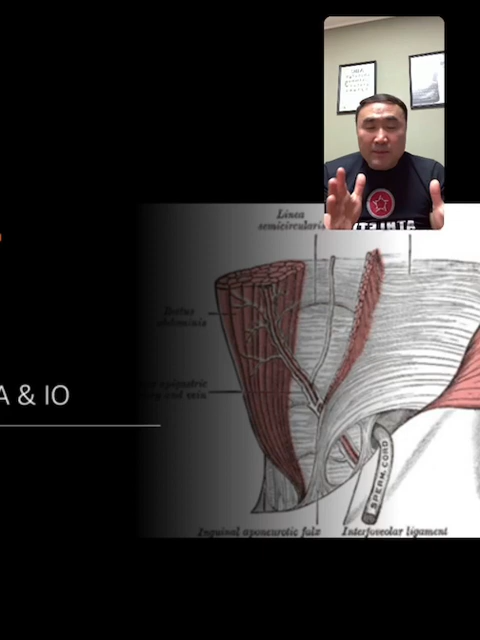 Linea
semicircularis
Rectus
abdominis
epigastric
and vein
A & IO
SPERM. CORD
Inguinal aponeurotic falx
Interfoveolar ligament